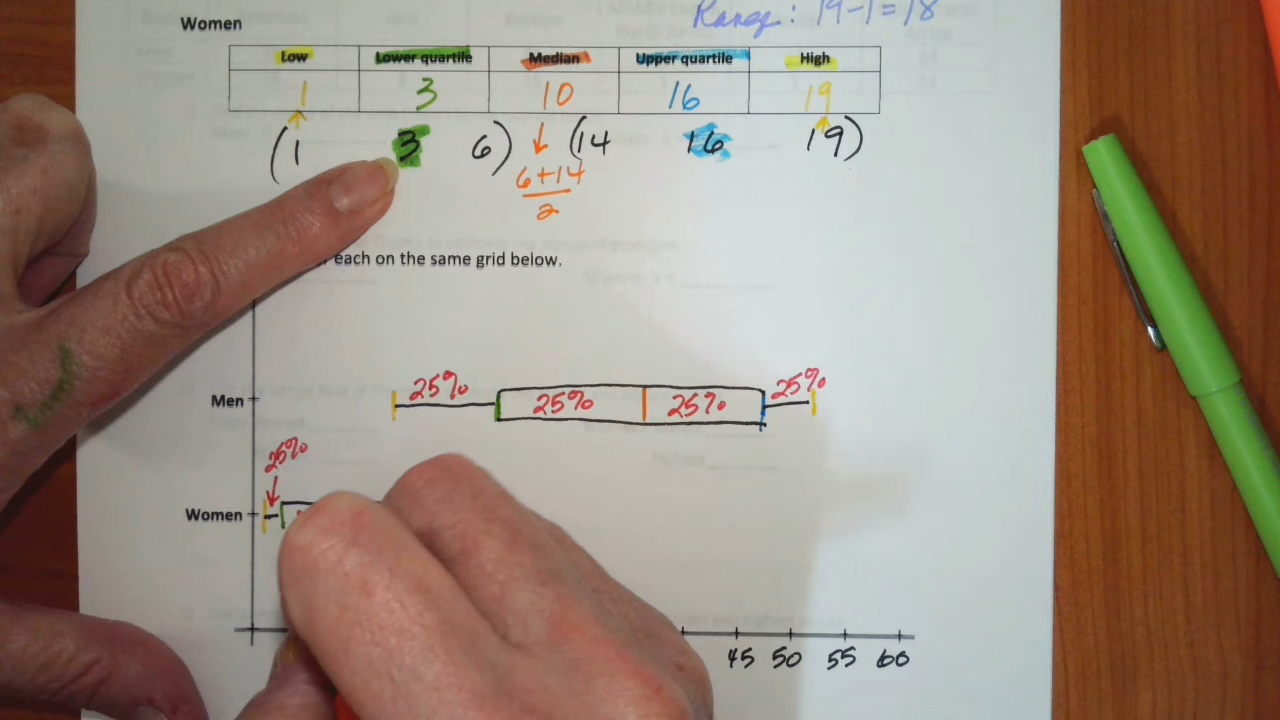 Range: 19-1=18
Women
Low Lower quartile Median Upper quartile High
1 3 10 16 19
(1 3 6) (14 16 19)
6+14
2
each on the same grid below.
25% 25%
Men 25% 25%
25%
Women
45 50 55 60